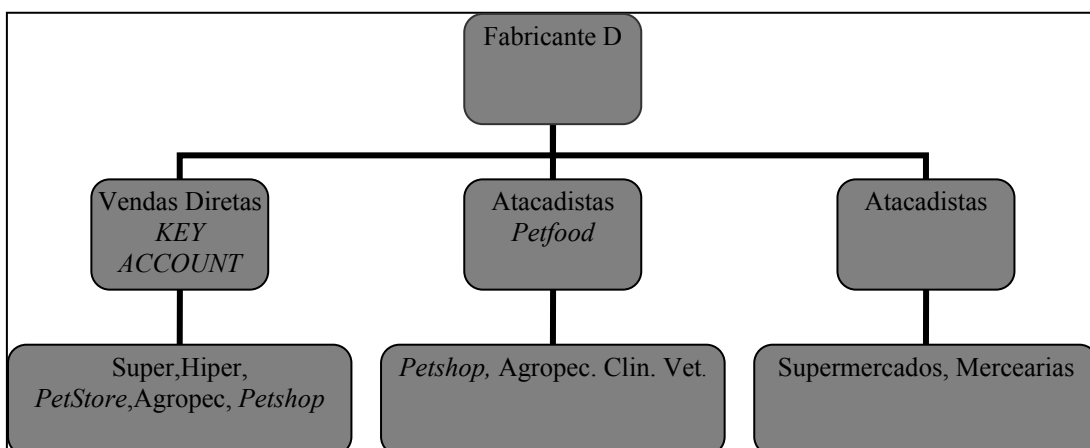 Fabricante D
Vendas Diretas
KEY
ACCOUNT
Atacadistas
Petfood
Atacadistas
Super,Hiper,
PetStore,Agropec, Petshop
Petshop, Agropec. Clin. Vet.
Supermercados, Mercearias